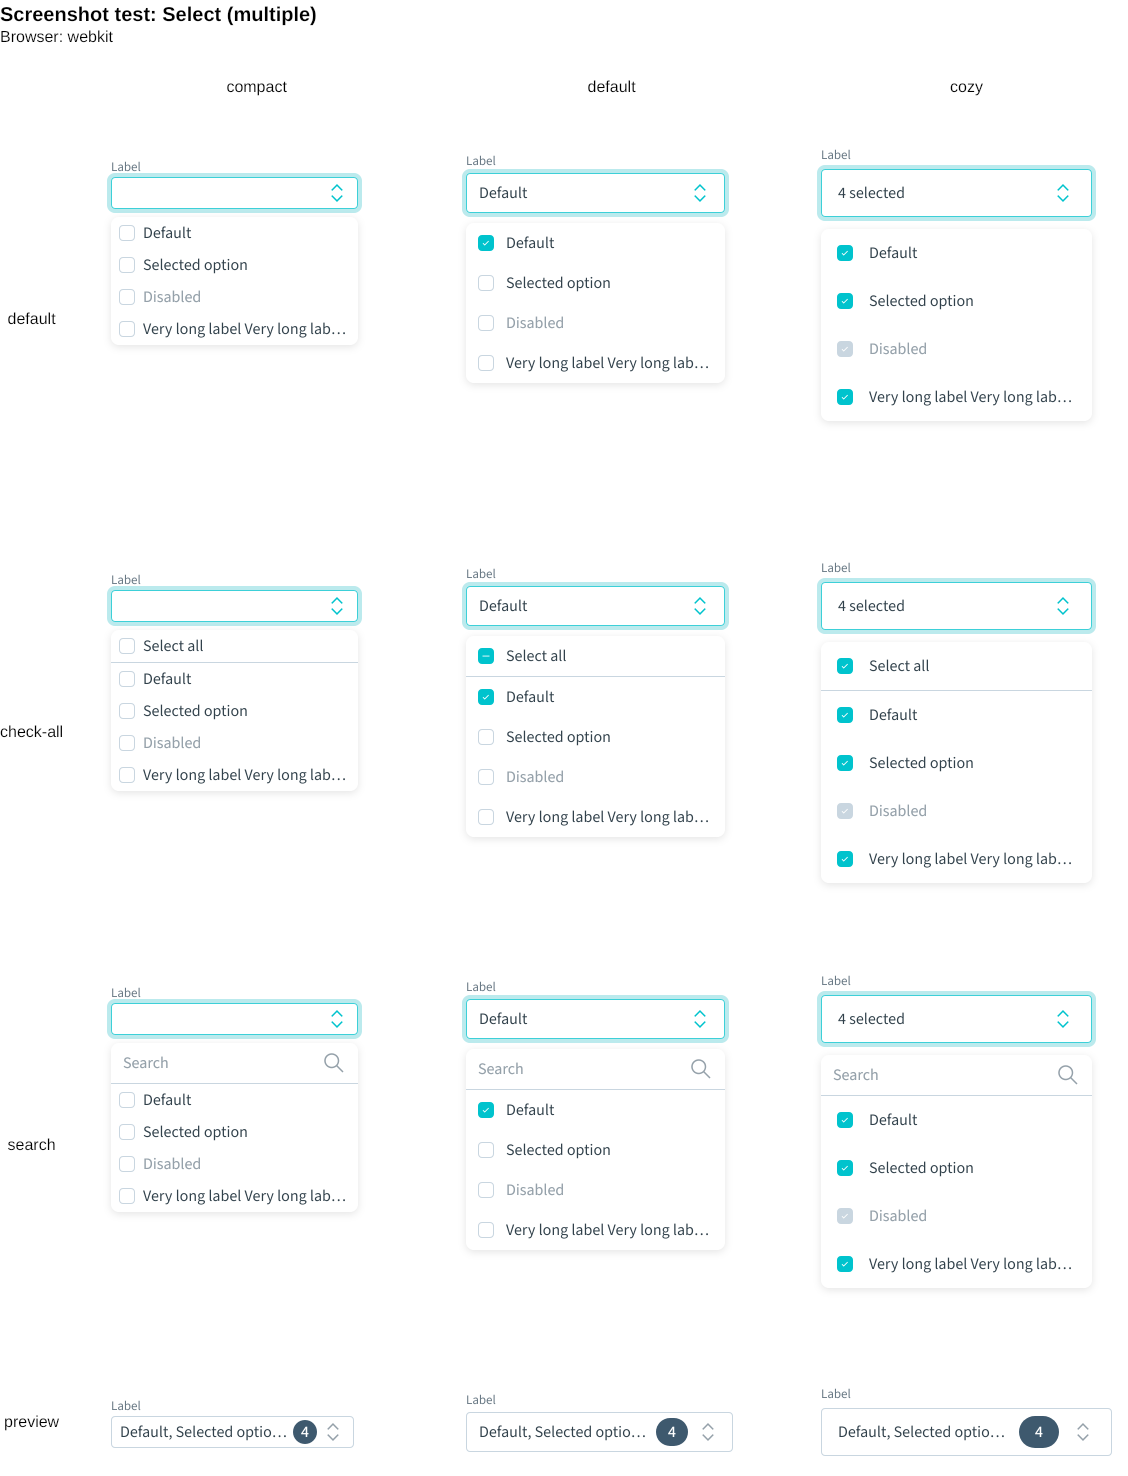 Screenshot test: Select (multiple)
Browser: webkit
compact
default
cozy
default
Label
Default
Selected option
Disabled
Very long label Very long lab…
Label
Default
Default
Selected option
Disabled
Very long label Very long lab…
Label
4 selected
Default
Selected option
Disabled
Very long label Very long lab…
check-all
Label
Select all
Default
Selected option
Disabled
Very long label Very long lab…
Label
Default
Select all
Default
Selected option
Disabled
Very long label Very long lab…
Label
4 selected
Select all
Default
Selected option
Disabled
Very long label Very long lab…
search
Label
Search
Default
Selected option
Disabled
Very long label Very long lab…
Label
Default
Search
Default
Selected option
Disabled
Very long label Very long lab…
Label
4 selected
Search
Default
Selected option
Disabled
Very long label Very long lab…
preview
Label
Default, Selected optio… 4
Label
Default, Selected optio… 4
Label
Default, Selected optio… 4